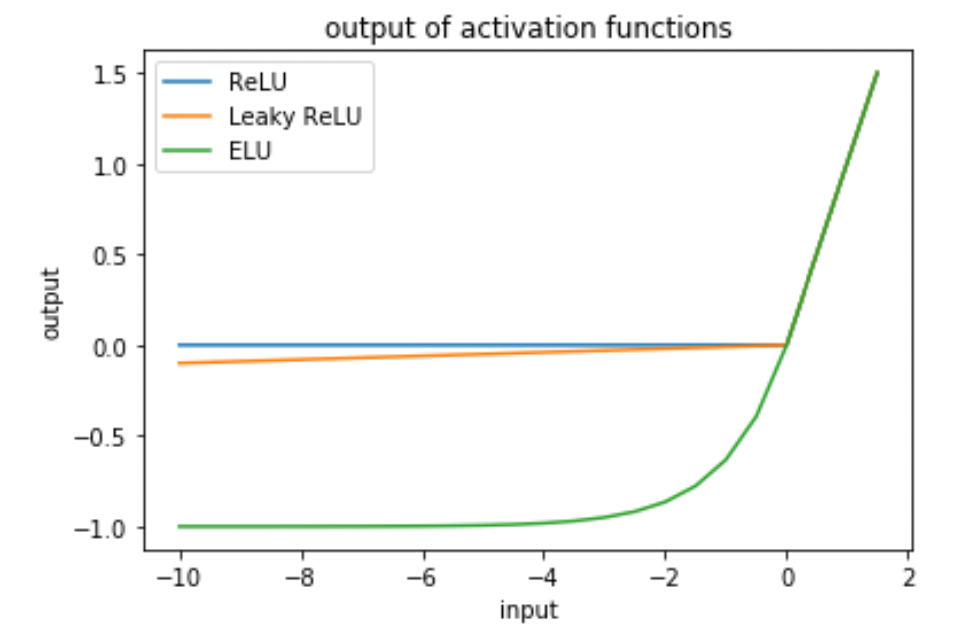 output of activation functions
ReLU
Leaky ReLU
ELU
output
1.5
1.0
0.5
0.0
−0.5
−1.0
−10 −8 −6 −4 −2 0 2
input